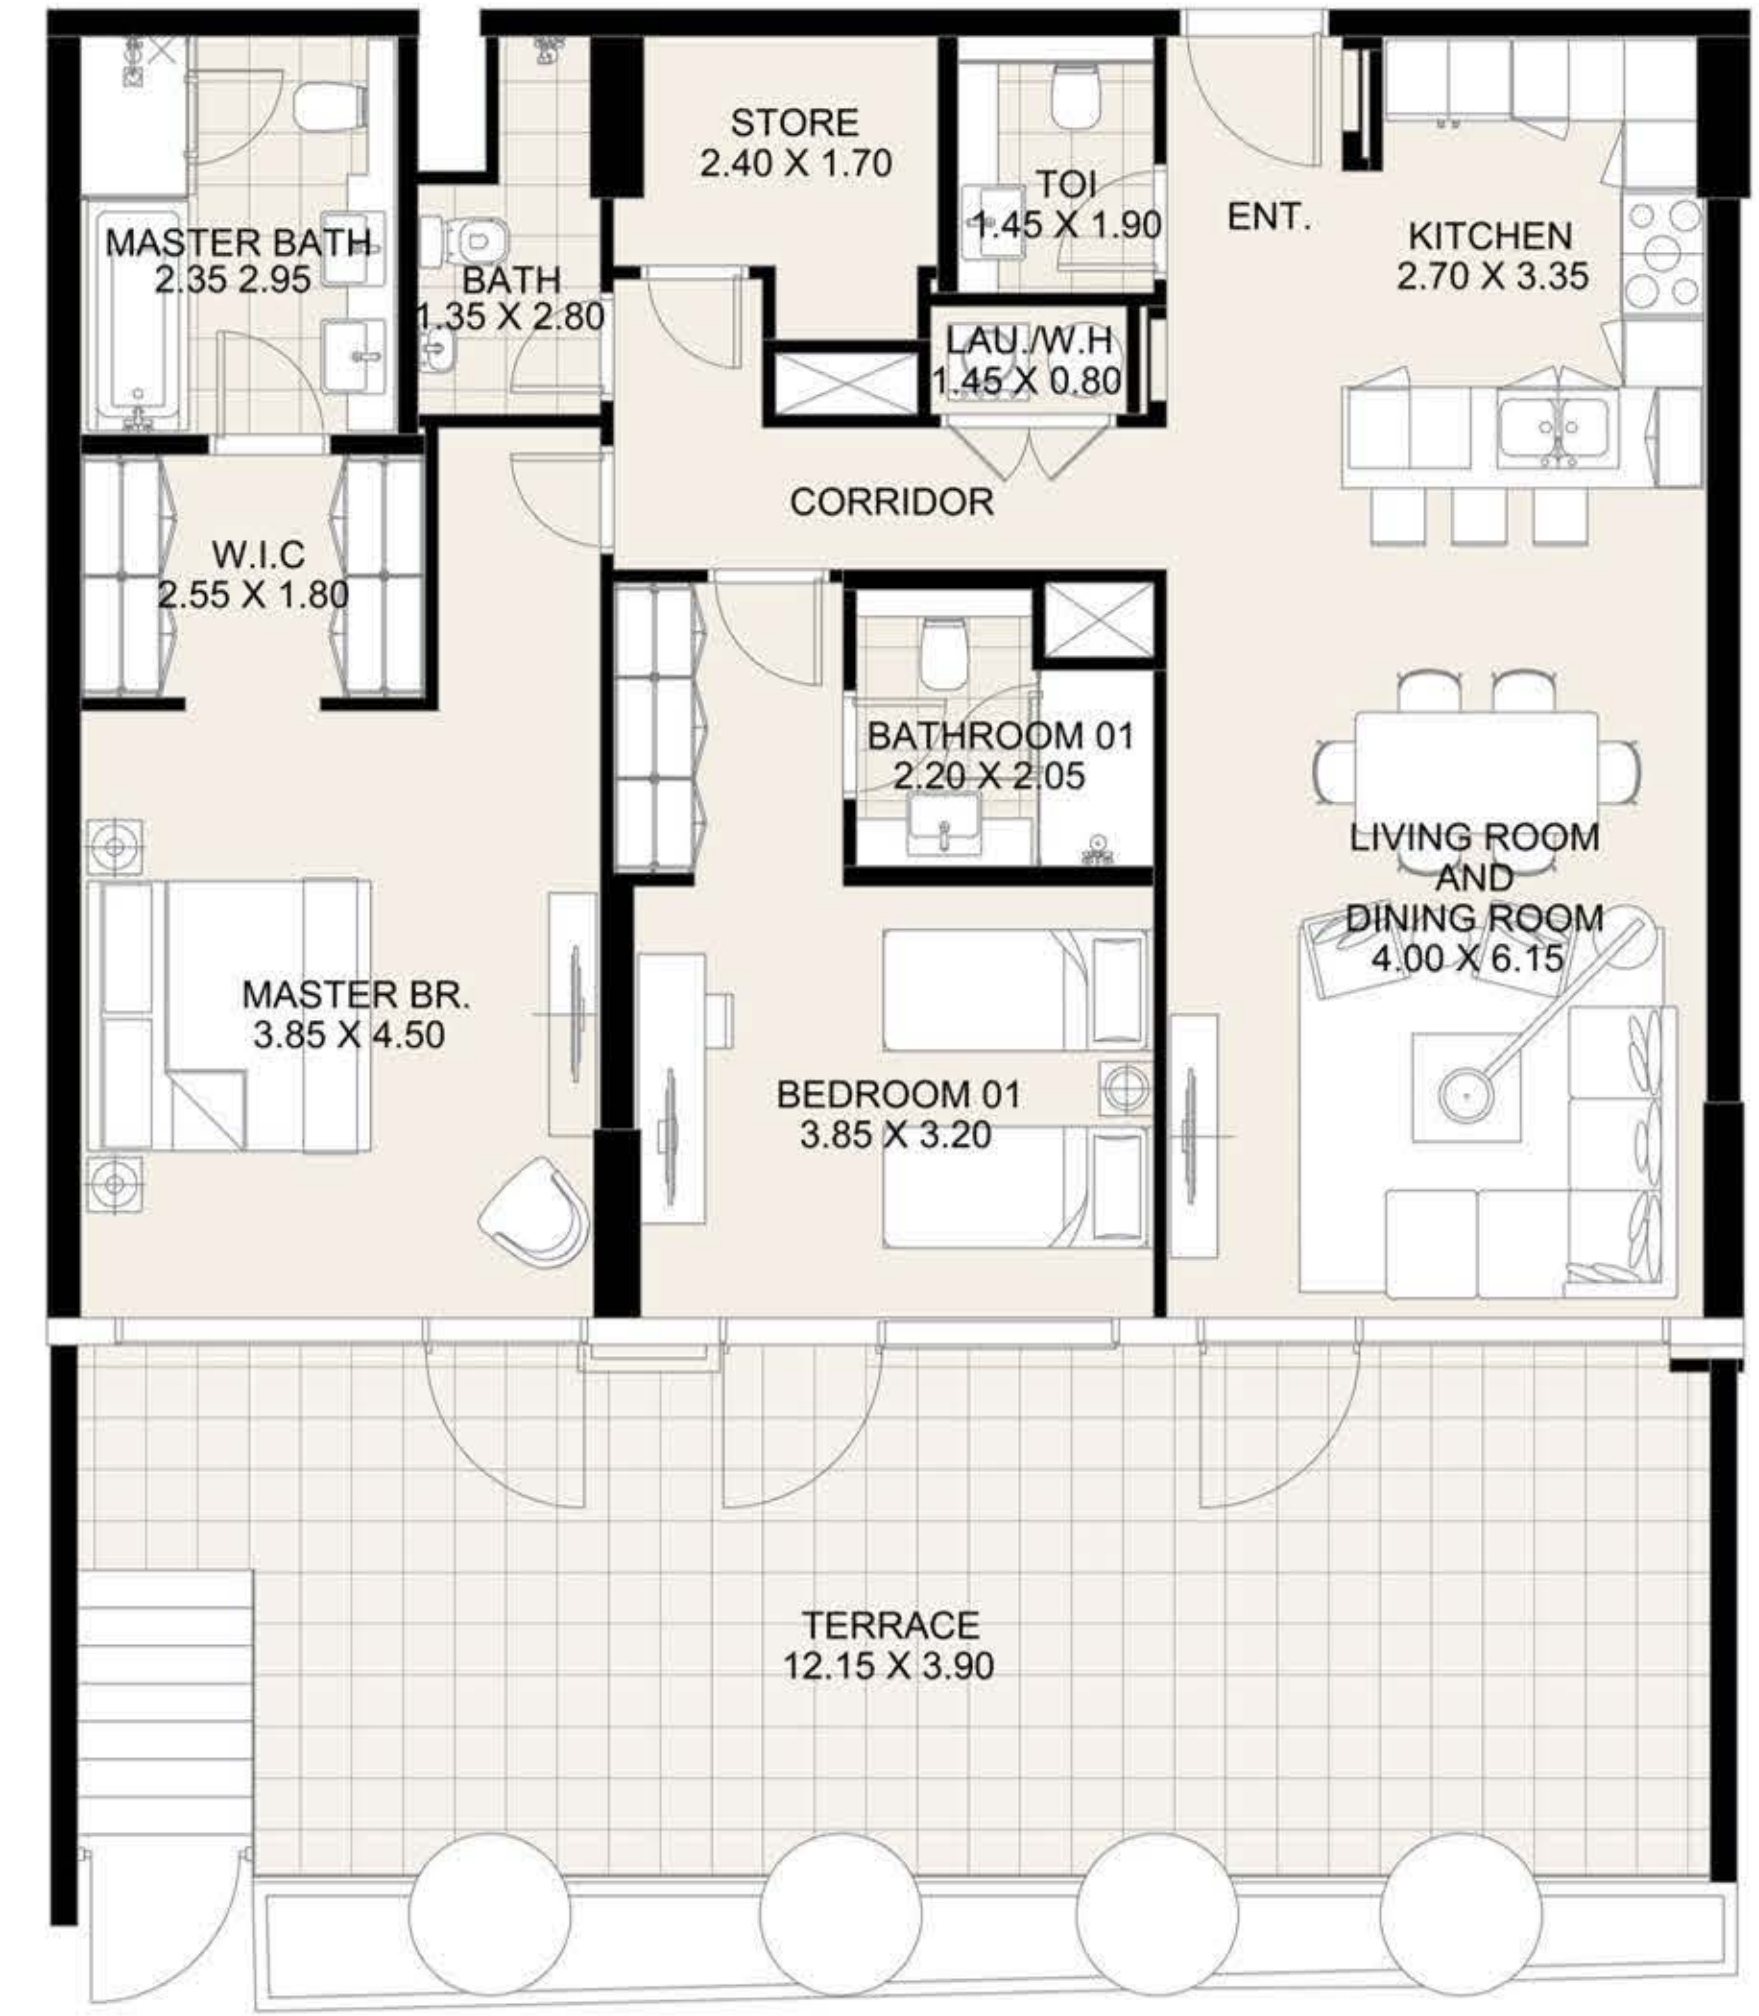 STORE
2.40 X 1.70
TOI
1.45 X 1.90
ENT.
KITCHEN
2.70 X 3.35
MASTER BATH
2.35 2.95
BATH
1.35 X 2.80
LAU./W.H
1.45 X 0.80
CORRIDOR
W.I.C
2.55 X 1.80
BATHROOM 01
2.20 X 2.05
LIVING ROOM
AND
DINING ROOM
4.00 X 6.15
MASTER BR.
3.85 X 4.50
BEDROOM 01
3.85 X 3.20
TERRACE
12.15 X 3.90